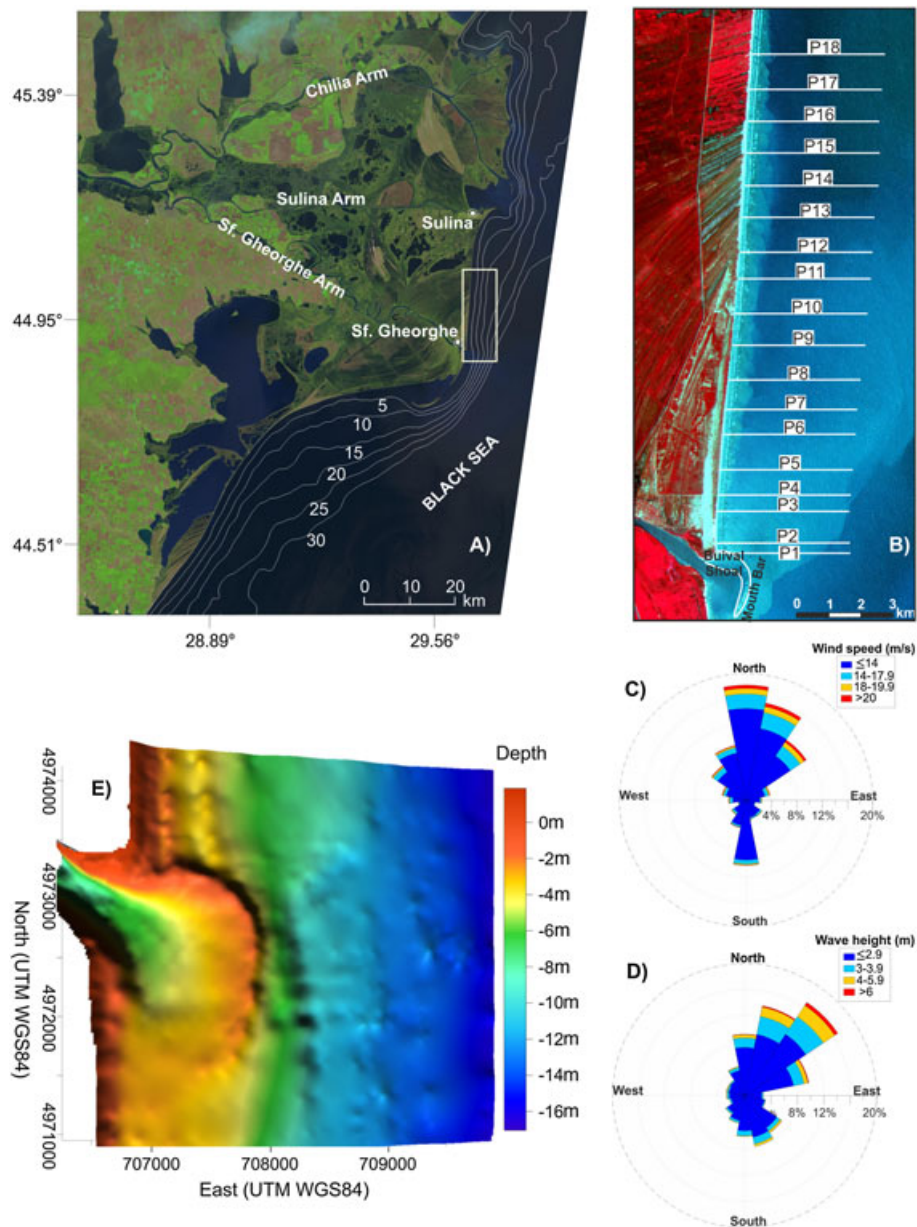 45.39
44.95
44.51
28.89°
29.56°
Chilia Arm
Sulina Arm
Sulina
Sf. Gheorghe Arm
Sf. Gheorghe
5
10
15
20
25
30
BLACK SEA
A)
0 10 20
km
P18
P17
P16
P15
P14
P13
P12
P11
P10
P9
P8
P7
P6
P5
P4
P3
P2
P1
B)
Buival
Shoal
Mouth Bar
0 1 2 3
km
C)
Wind speed (m/s)
≤14
14-17.9
18-19.9
>20
North
West
East
4% 8% 12% 20%
South
D)
Wave height (m)
≤2.9
3-3.9
4-5.9
>6
North
West
East
8% 12% 20%
South
E)
4974000
4973000
4972000
4971000
North (UTM WGS84)
707000 708000 709000
East (UTM WGS84)
Depth
0m
-2m
-4m
-6m
-8m
-10m
-12m
-14m
-16m